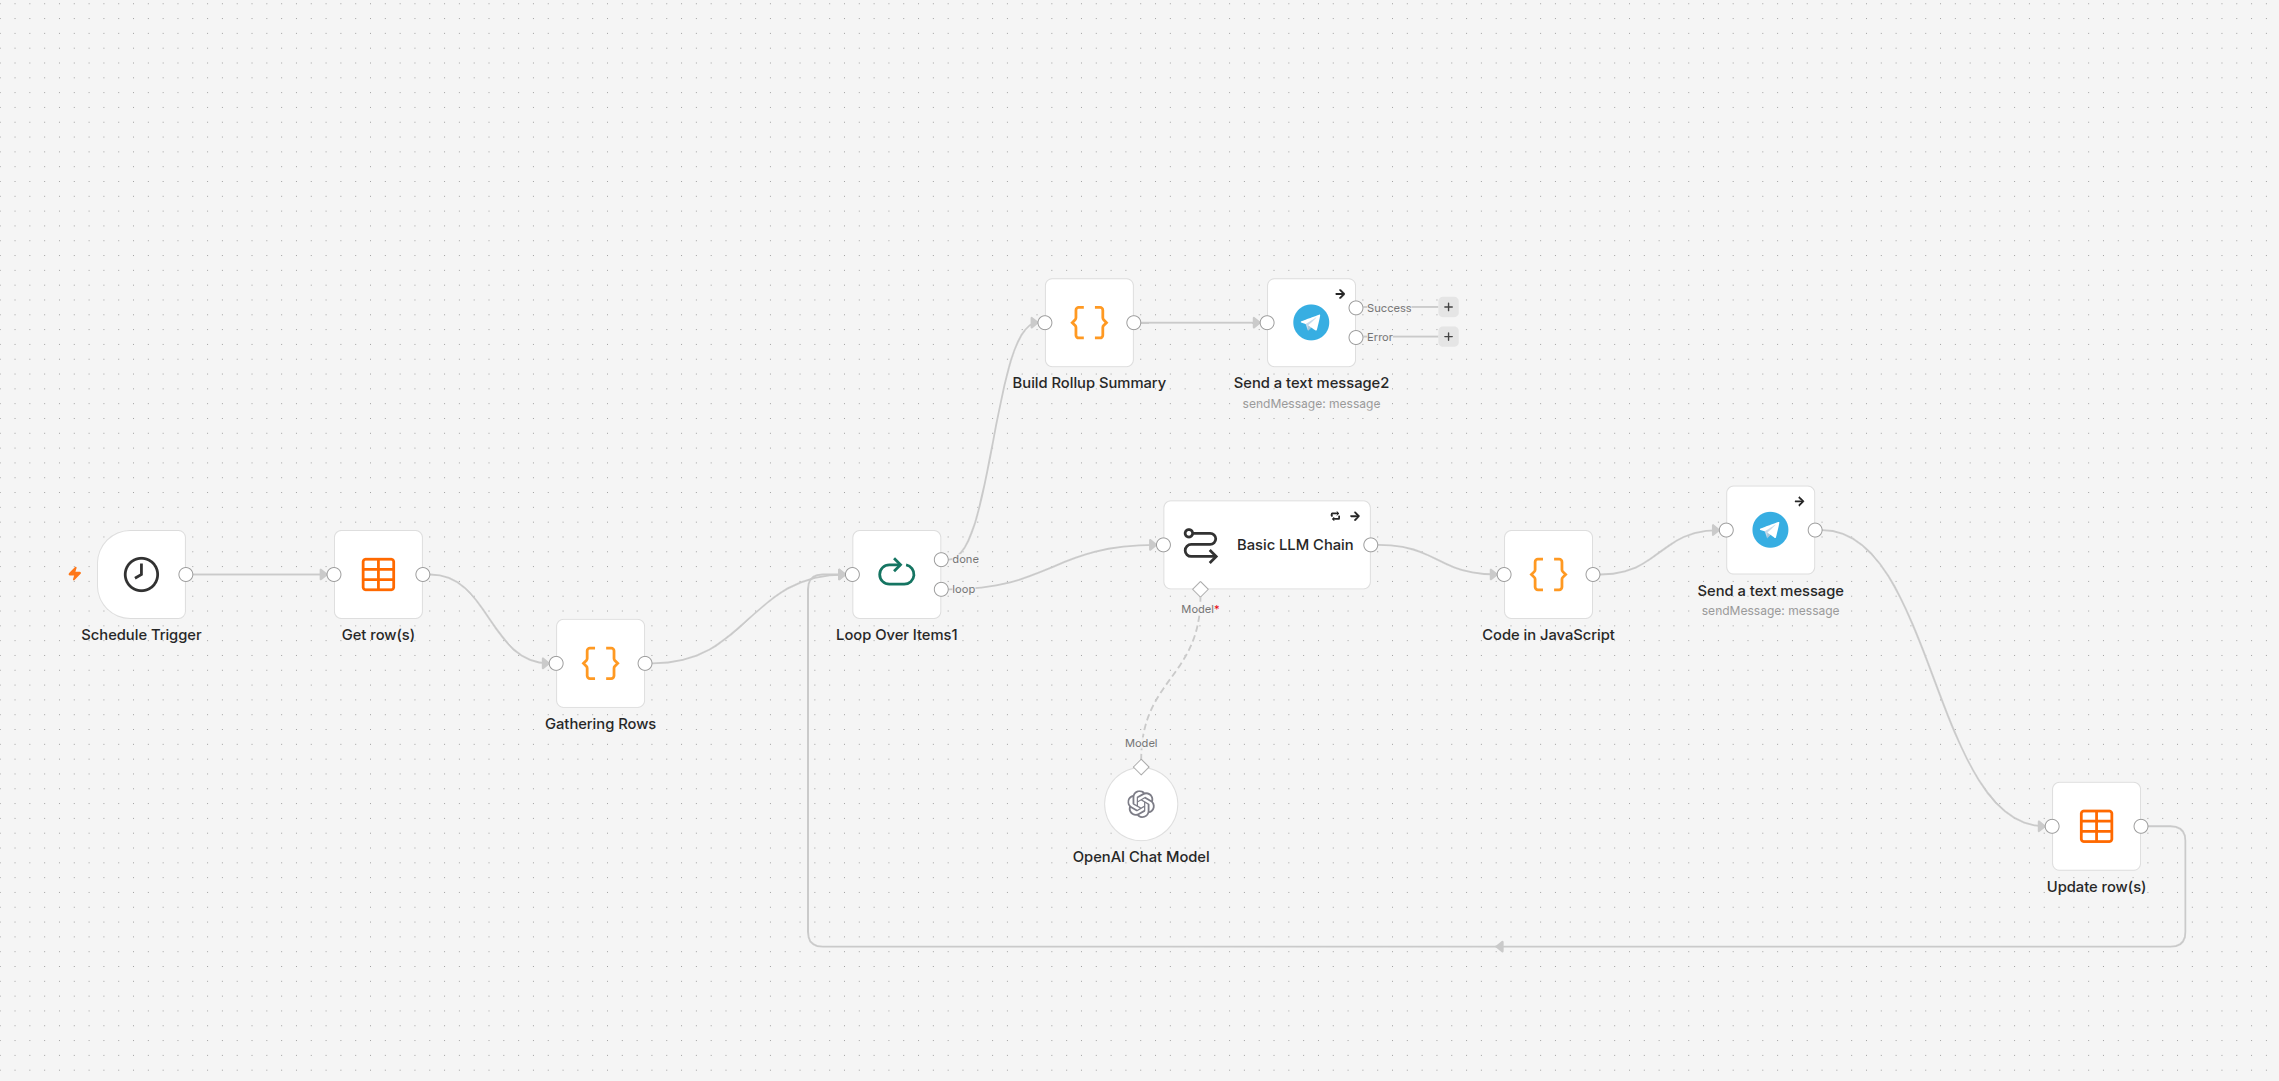 Success
Error
Build Rollup Summary
Send a text message2
sendMessage: message
done
loop
Basic LLM Chain
Model*
Schedule Trigger
Get row(s)
Gathering Rows
Loop Over Items1
Code in JavaScript
Send a text message
sendMessage: message
Model
OpenAI Chat Model
Update row(s)